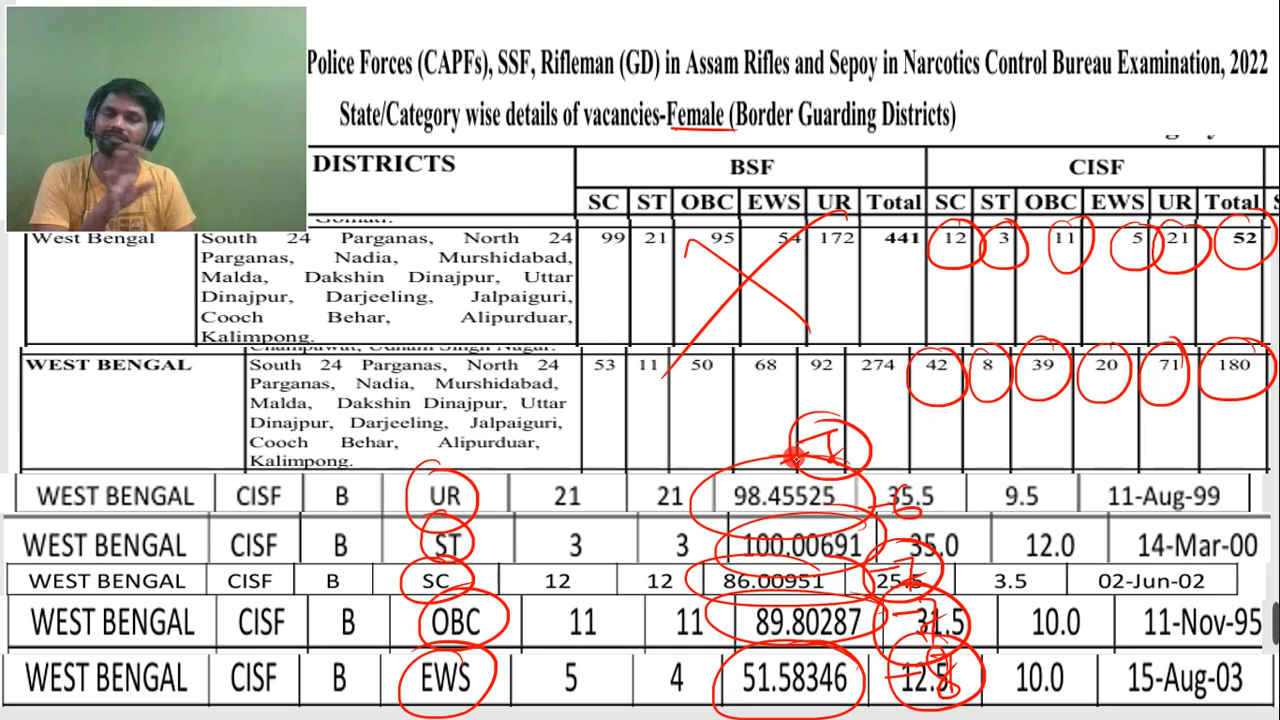 Police Forces (CAPFs), SSF, Rifleman (GD) in Assam Rifles and Sepoy in Narcotics Control Bureau Examination, 2022
State/Category wise details of vacancies-Female (Border Guarding Districts)
DISTRICTS BSF CISF
SC ST OBC EWS UR Total SC ST OBC EWS UR Total
West Bengal South 24 Parganas, North 24 99 21 95 54 172 441 12 3 11 5 21 52
Parganas, Nadia, Murshidabad,
Malda, Dakshin Dinajpur, Uttar
Dinajpur, Darjeeling, Jalpaiguri,
Cooch Behar, Alipurduar,
Kalimpong.
Champawat, Udham Singh Nagar.
WEST BENGAL South 24 Parganas, North 24 53 11 50 68 92 274 42 8 39 20 71 180
Parganas, Nadia, Murshidabad,
Malda, Dakshin Dinajpur, Uttar
Dinajpur, Darjeeling, Jalpaiguri,
Cooch Behar, Alipurduar,
Kalimpong.
WEST BENGAL CISF B UR 21 21 98.45525 35.5 9.5 11-Aug-99
-6
WEST BENGAL CISF B ST 3 3 100.00691 35.0 12.0 14-Mar-00
WEST BENGAL CISF B SC 12 12 86.00951 25.5 3.5 02-Jun-02
WEST BENGAL CISF B OBC 11 11 89.80287 31.5 10.0 11-Nov-95
WEST BENGAL CISF B EWS 5 4 51.58346 12.5 10.0 15-Aug-03